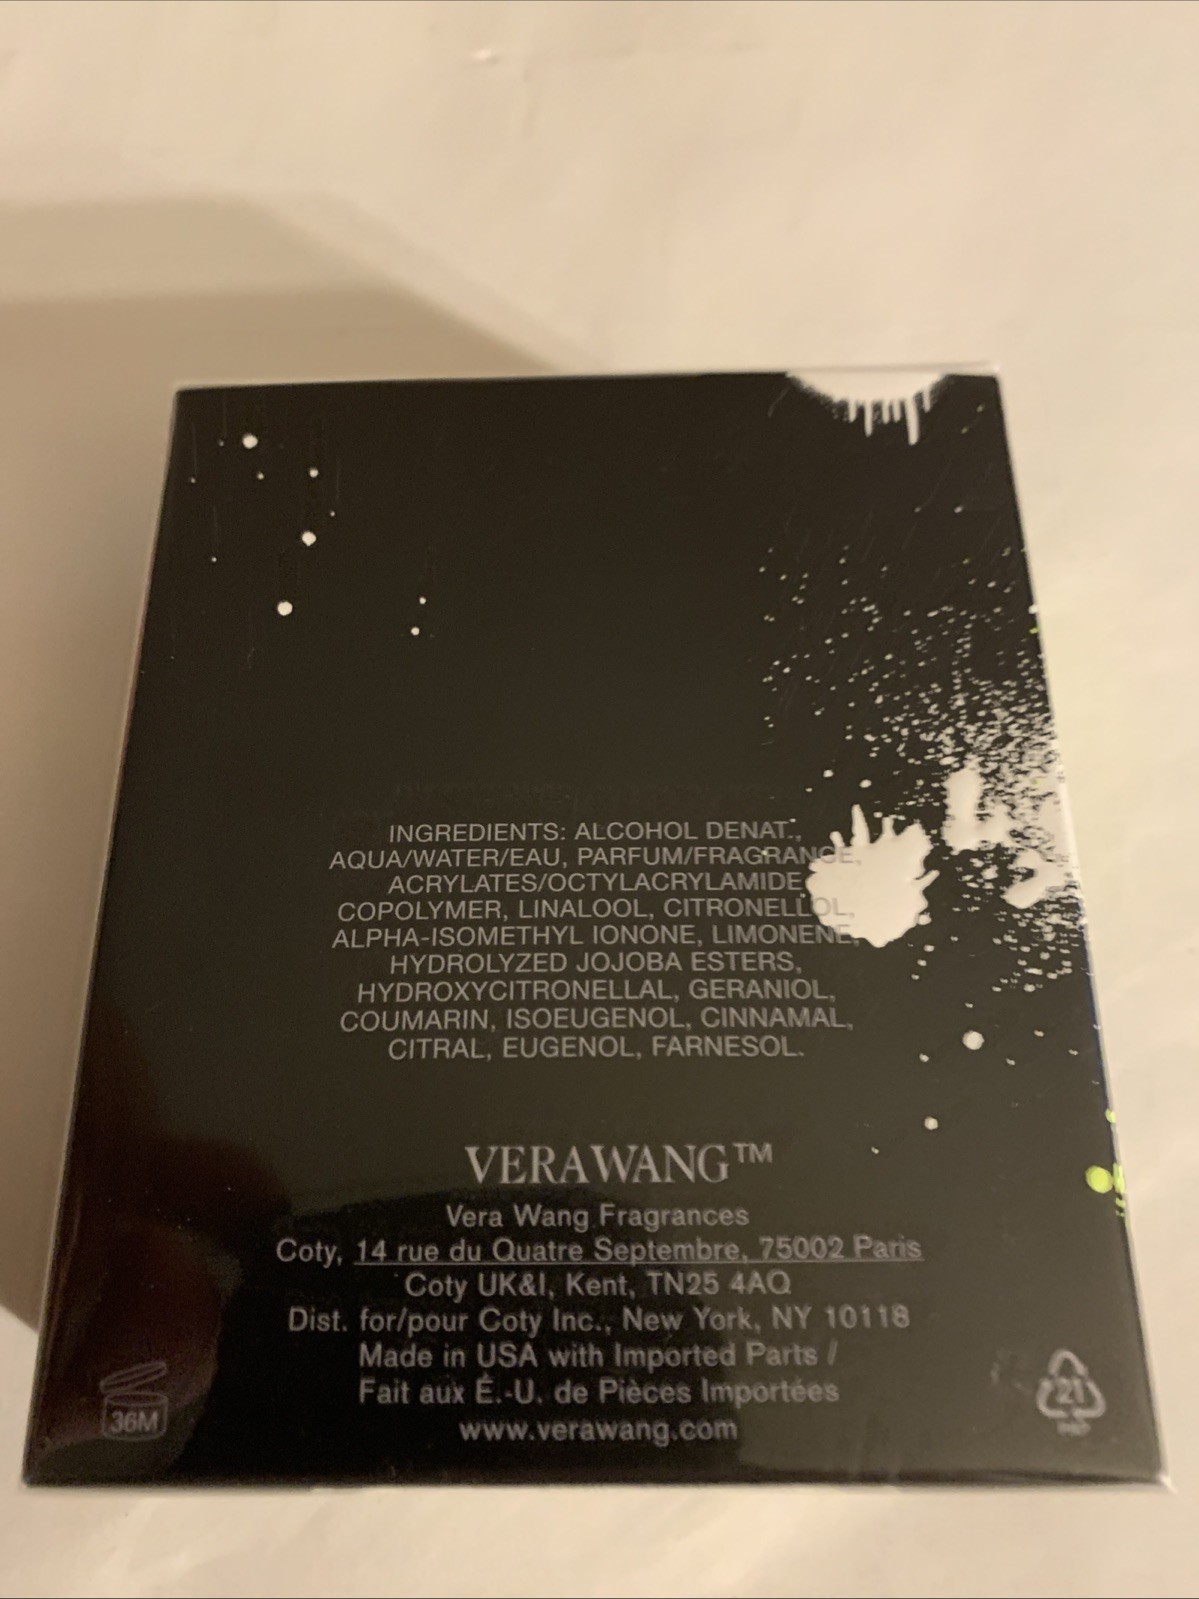 INGREDIENTS: ALCOHOL DENAT.,
AQUA/WATER/EAU, PARFUM/FRAGRANCE,
ACRYLATES/OCTYLACRYLAMIDE
COPOLYMER, LINALOOL, CITRONELLOL,
ALPHA-ISOMETHYL IONONE, LIMONENE,
HYDROLYZED JOJOBA ESTERS,
HYDROXYCITRONELLAL, GERANIOL,
COUMARIN, ISOEUGENOL, CINNAMAL,
CITRAL, EUGENOL, FARNESOL.
VERA WANG™
Vera Wang Fragrances
Coty, 14 rue du Quatre Septembre, 75002 Paris
Coty UK&I, Kent, TN25 4AQ
Dist. for/pour Coty Inc., New York, NY 10118
Made in USA with Imported Parts /
Fait aux É.-U. de Pièces Importées
www.verawang.com
36M
21
PAP